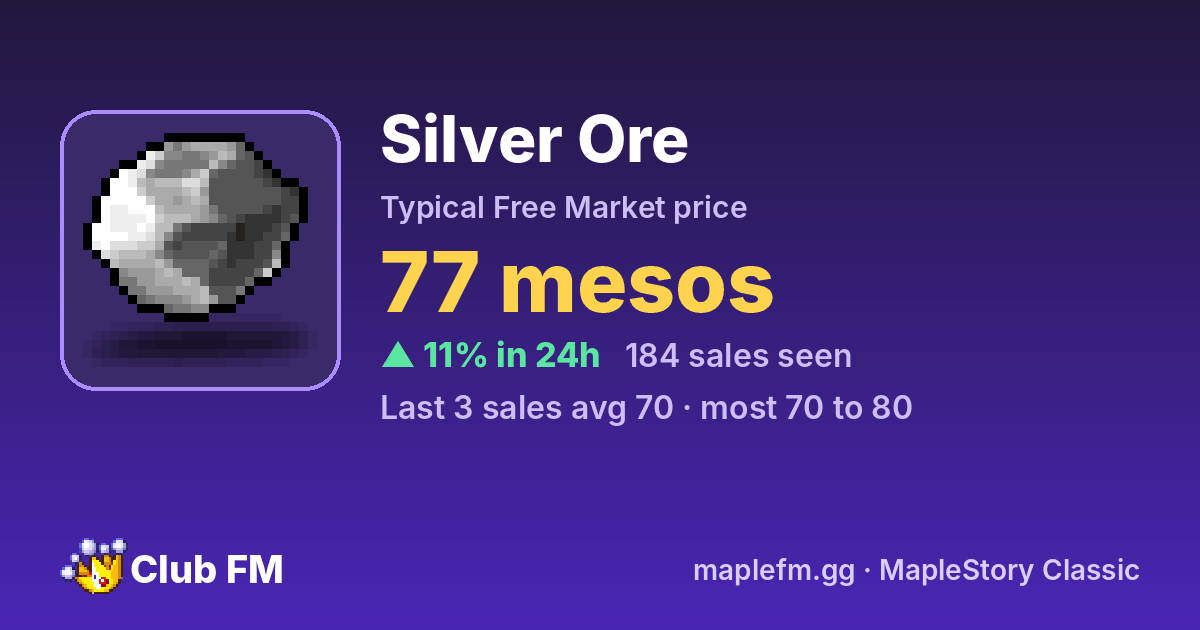 Silver Ore
Typical Free Market price
77 mesos
▲ 11% in 24h 184 sales seen
Last 3 sales avg 70 · most 70 to 80
Club FM
maplefm.gg · MapleStory Classic